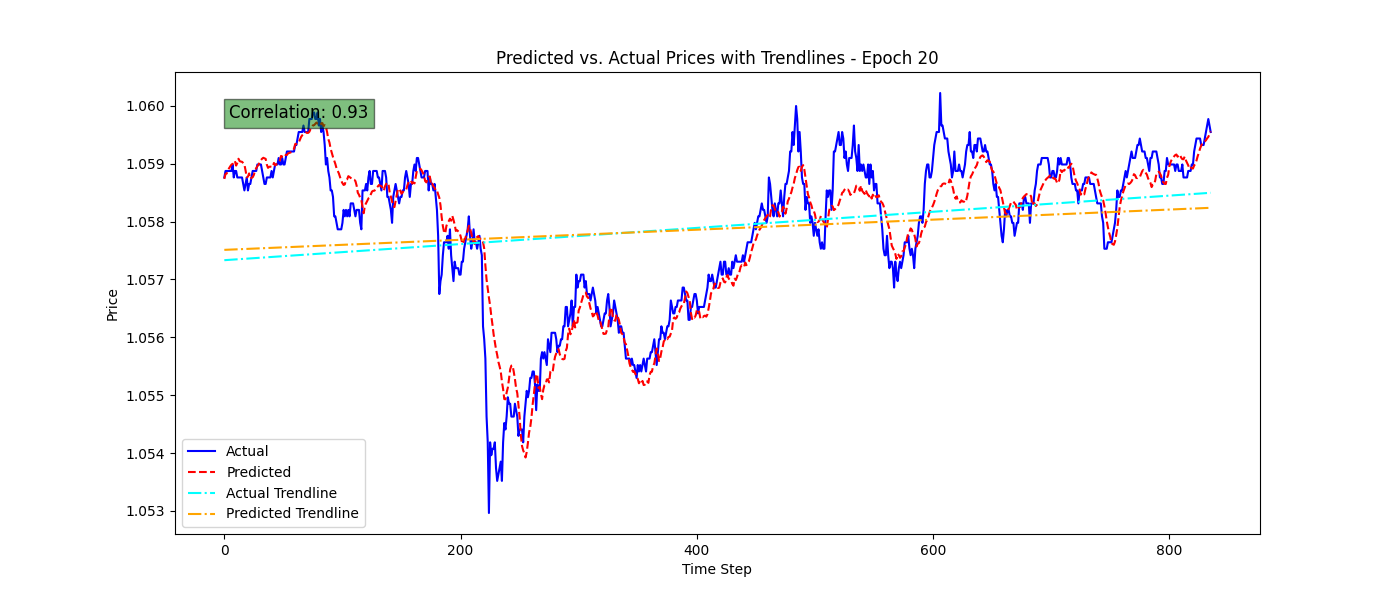 Predicted vs. Actual Prices with Trendlines - Epoch 20
Correlation: 0.93
1.060
1.059
1.058
1.057
1.056
1.055
1.054
1.053
Price
Actual
Predicted
Actual Trendline
Predicted Trendline
0 200 400 600 800
Time Step